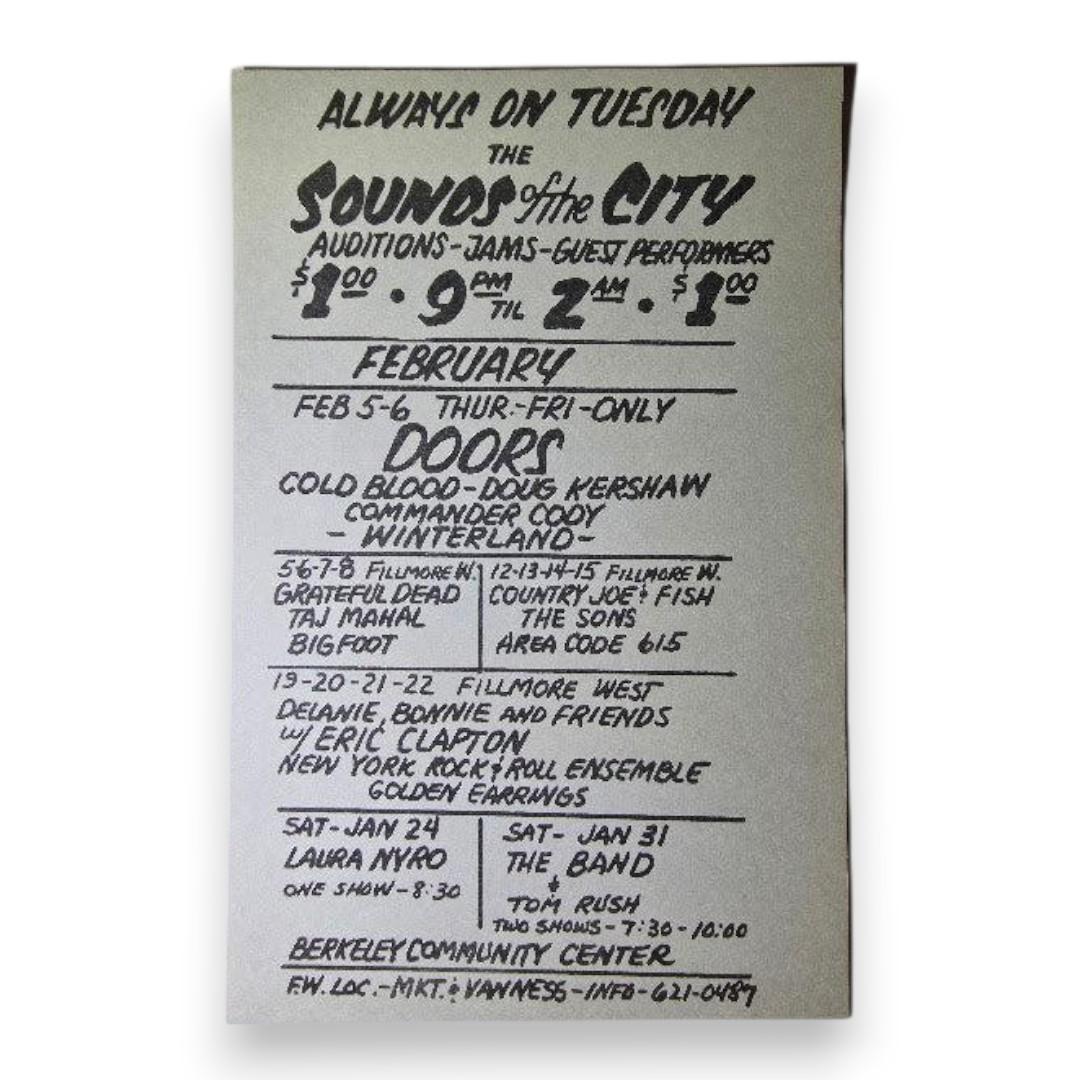 ALWAYS ON TUESDAY
THE
SOUNDS of the CITY
AUDITIONS-JAMS-GUEST PERFORMERS
$1.00 • 9 PM TIL 2 AM • $1.00
FEBRUARY
FEB 5-6 THUR.-FRI-ONLY
DOORS
COLD BLOOD-DOUG KERSHAW
COMMANDER CODY
- WINTERLAND-
5-6-7-8 FILLMORE W.
GRATEFUL DEAD
TAJ MAHAL
BIGFOOT
12-13-14-15 FILLMORE W.
COUNTRY JOE & FISH
THE SONS
AREA CODE 615
19-20-21-22 FILLMORE WEST
DELANIE, BONNIE AND FRIENDS
w/ ERIC CLAPTON
NEW YORK ROCK & ROLL ENSEMBLE
GOLDEN EARRINGS
SAT-JAN 24
LAURA NYRO
ONE SHOW-8:30
SAT- JAN 31
THE BAND
&
TOM RUSH
TWO SHOWS-7:30-10:00
BERKELEY COMMUNITY CENTER
F.W. LOC.-MKT. & VAN NESS-INFO-621-0487